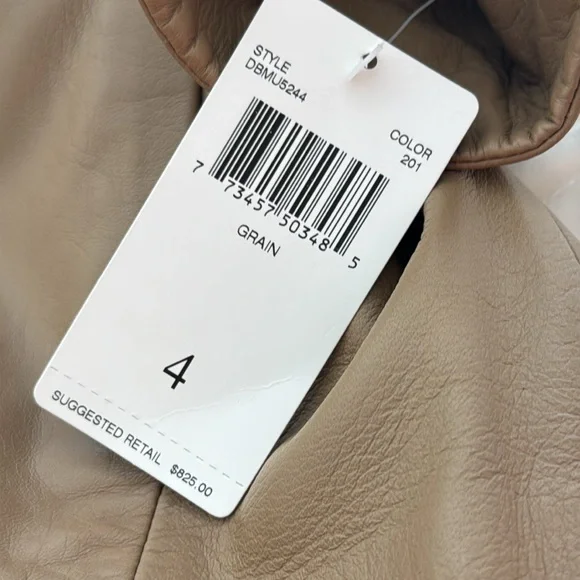 STYLE
DBMU5244
COLOR
201
7 73457 50348 5
GRAIN
4
SUGGESTED RETAIL $825.00